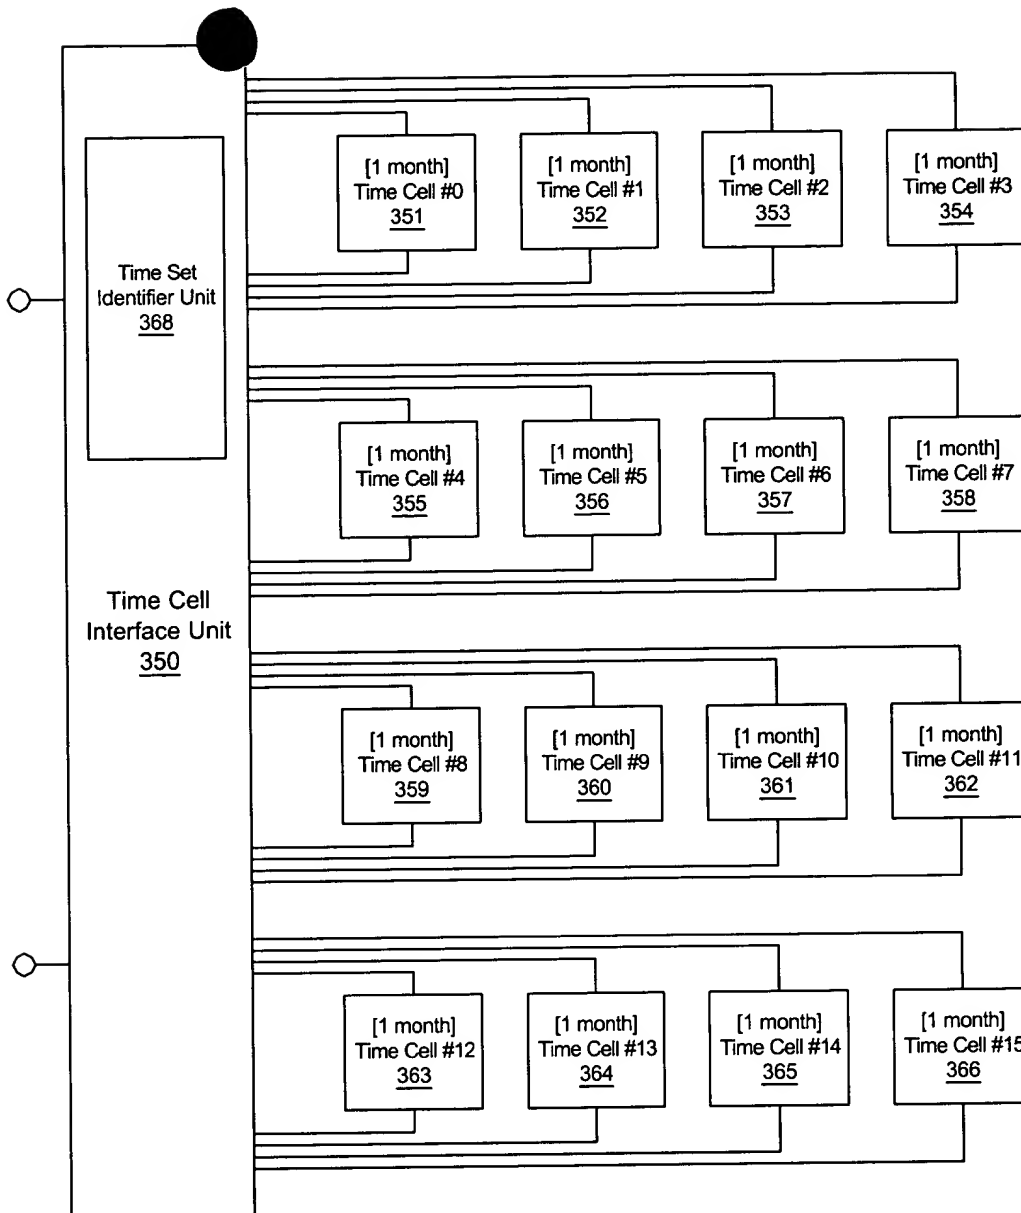 [1 month]
Time Cell #0
351
[1 month]
Time Cell #1
352
[1 month]
Time Cell #2
353
[1 month]
Time Cell #3
354
Time Set
Identifier Unit
368
[1 month]
Time Cell #4
355
[1 month]
Time Cell #5
356
[1 month]
Time Cell #6
357
[1 month]
Time Cell #7
358
Time Cell
Interface Unit
350
[1 month]
Time Cell #8
359
[1 month]
Time Cell #9
360
[1 month]
Time Cell #10
361
[1 month]
Time Cell #11
362
[1 month]
Time Cell #12
363
[1 month]
Time Cell #13
364
[1 month]
Time Cell #14
365
[1 month]
Time Cell #15
366